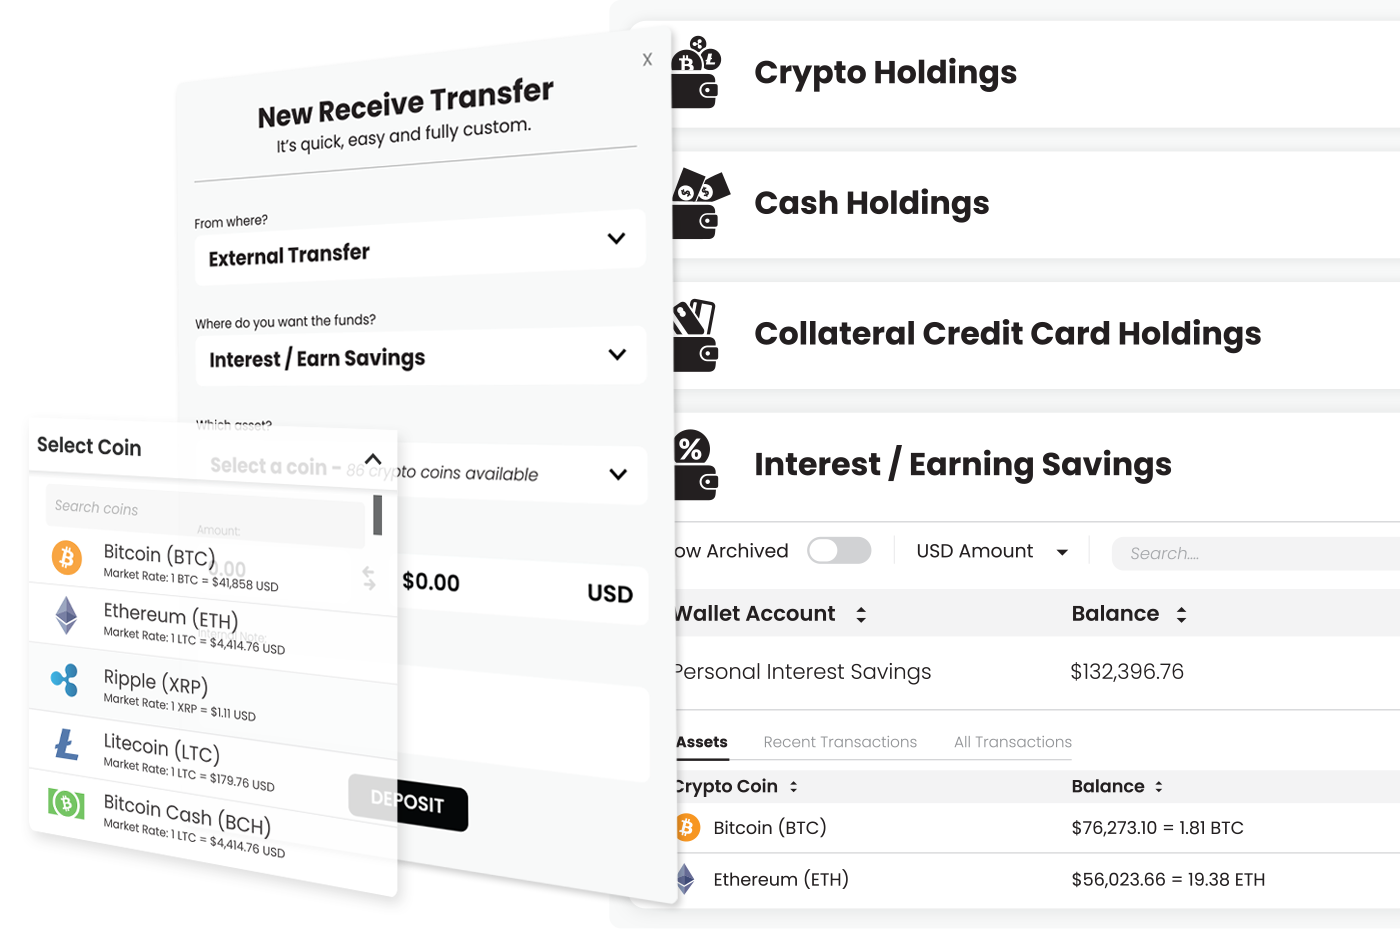 X
New Receive Transfer
It's quick, easy and fully custom.
From where?
External Transfer
Where do you want the funds?
Interest / Earn Savings
Which asset?
Select a coin - 86 crypto coins available
Amount:
0.00
$0.00
USD
Internal Note:
DEPOSIT
Select Coin
Search coins
Bitcoin (BTC)
Market Rate: 1 BTC = $41,858 USD
Ethereum (ETH)
Market Rate: 1 LTC = $4,414.76 USD
Ripple (XRP)
Market Rate: 1 XRP = $1.11 USD
Litecoin (LTC)
Market Rate: 1 LTC = $179.76 USD
Bitcoin Cash (BCH)
Market Rate: 1 LTC = $4,414.76 USD
Crypto Holdings
Cash Holdings
Collateral Credit Card Holdings
%
Interest / Earning Savings
ow Archived
USD Amount
Search....
Wallet Account
Balance
Personal Interest Savings
$132,396.76
Assets
Recent Transactions
All Transactions
Crypto Coin
Balance
Bitcoin (BTC)
$76,273.10 = 1.81 BTC
Ethereum (ETH)
$56,023.66 = 19.38 ETH